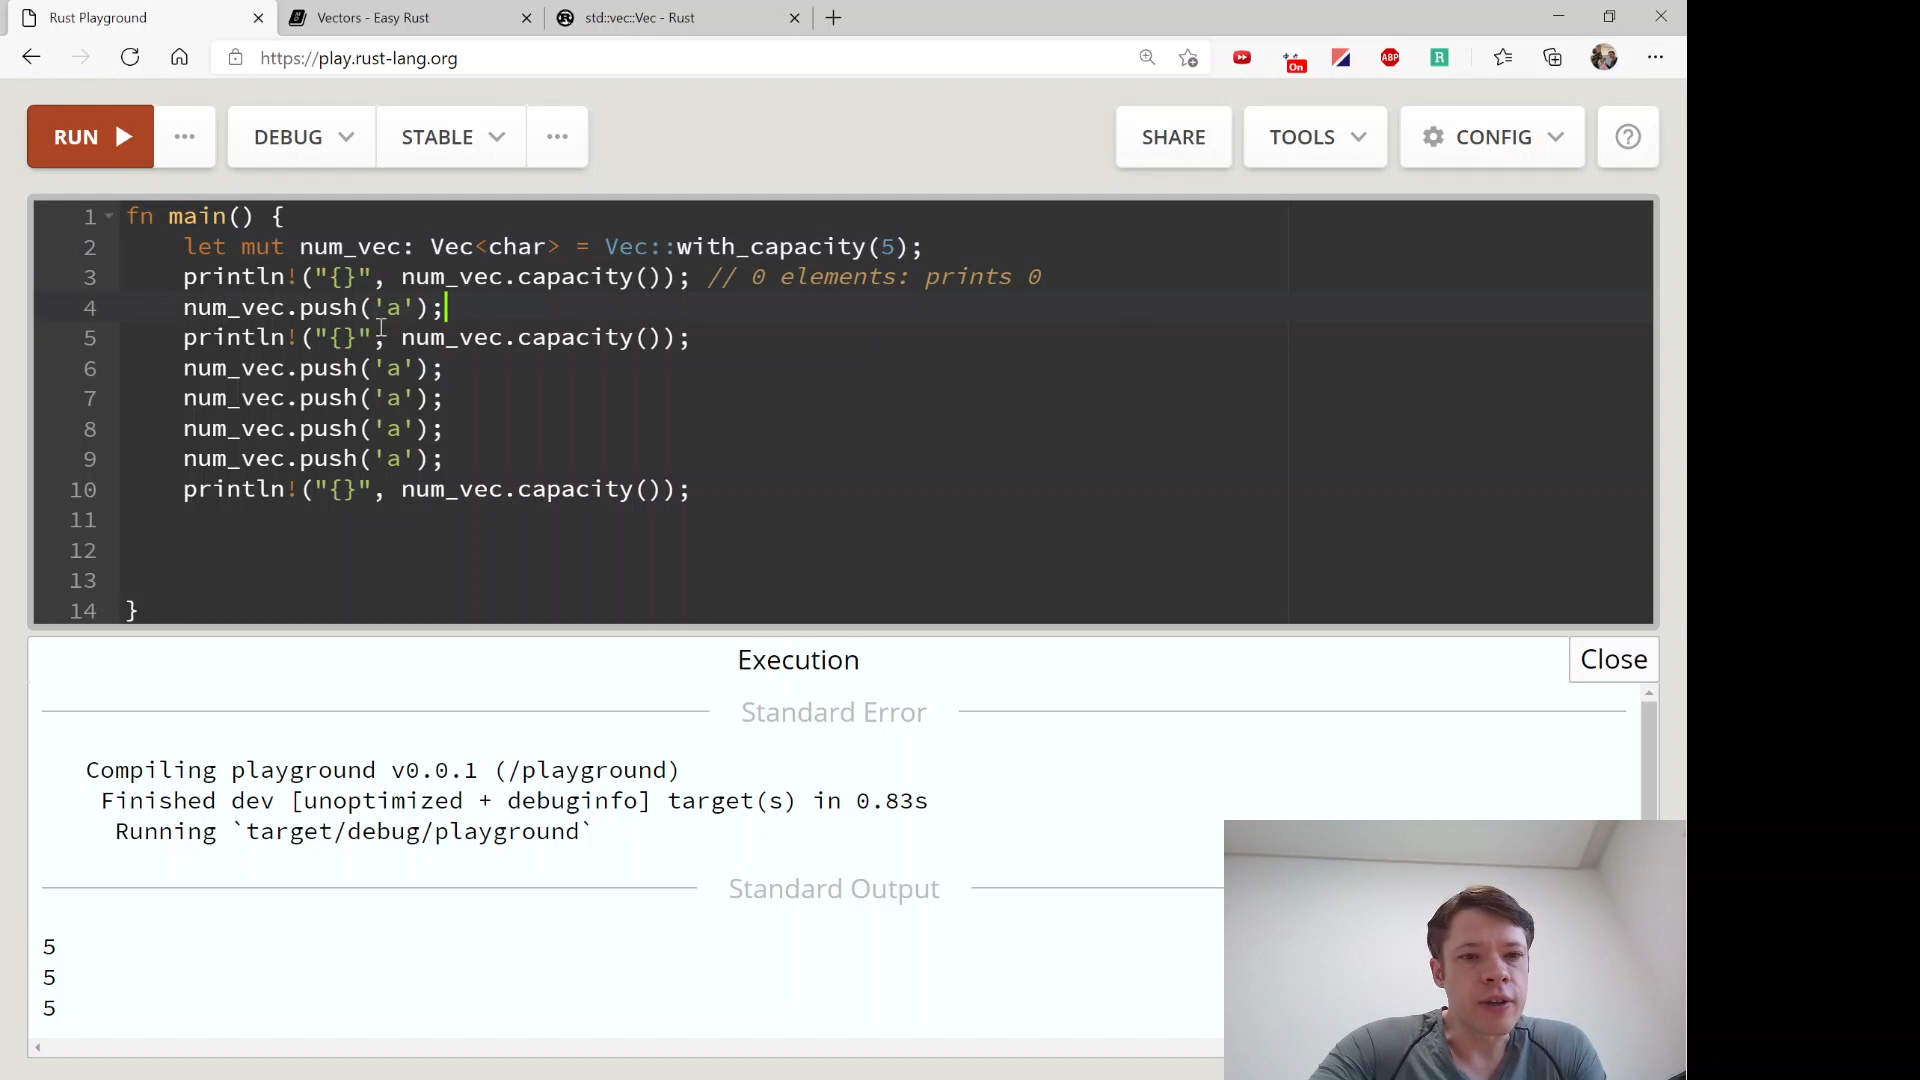 Rust Playground
Vectors - Easy Rust
std::vec::Vec - Rust
https://play.rust-lang.org
On
ABP
R
RUN
DEBUG
STABLE
SHARE
TOOLS
CONFIG
1 fn main() {
2 let mut num_vec: Vec<char> = Vec::with_capacity(5);
3 println!("{}", num_vec.capacity()); // 0 elements: prints 0
4 num_vec.push('a');
5 println!("{}", num_vec.capacity());
6 num_vec.push('a');
7 num_vec.push('a');
8 num_vec.push('a');
9 num_vec.push('a');
10 println!("{}", num_vec.capacity());
11
12
13
14 }
Execution
Close
Standard Error
Compiling playground v0.0.1 (/playground)
Finished dev [unoptimized + debuginfo] target(s) in 0.83s
Running `target/debug/playground`
Standard Output
5
5
5